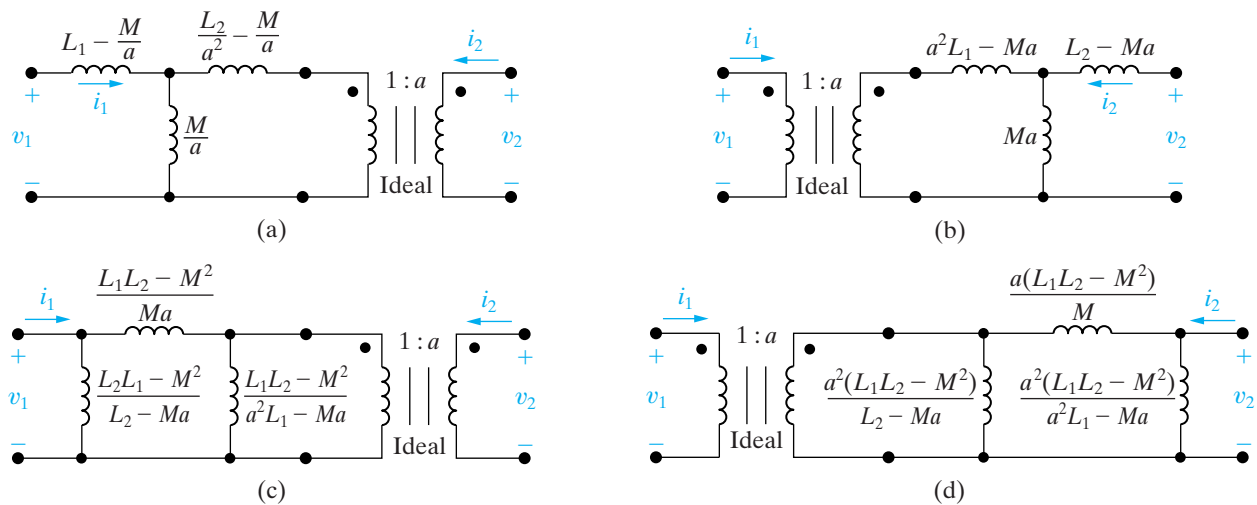 L₁ − M/a
L₂/a² − M/a
i₁
M/a
1 : a
Ideal
i₂
+
v₁
−
+
v₂
−
(a)
i₁
1 : a
Ideal
a²L₁ − Ma
L₂ − Ma
i₂
Ma
+
v₁
−
+
v₂
−
(b)
i₁
(L₁L₂ − M²)/(Ma)
(L₂L₁ − M²)/(L₂ − Ma)
(L₁L₂ − M²)/(a²L₁ − Ma)
1 : a
Ideal
i₂
+
v₁
−
+
v₂
−
(c)
i₁
1 : a
Ideal
a(L₁L₂ − M²)/M
i₂
a²(L₁L₂ − M²)/(L₂ − Ma)
a²(L₁L₂ − M²)/(a²L₁ − Ma)
+
v₁
−
+
v₂
−
(d)